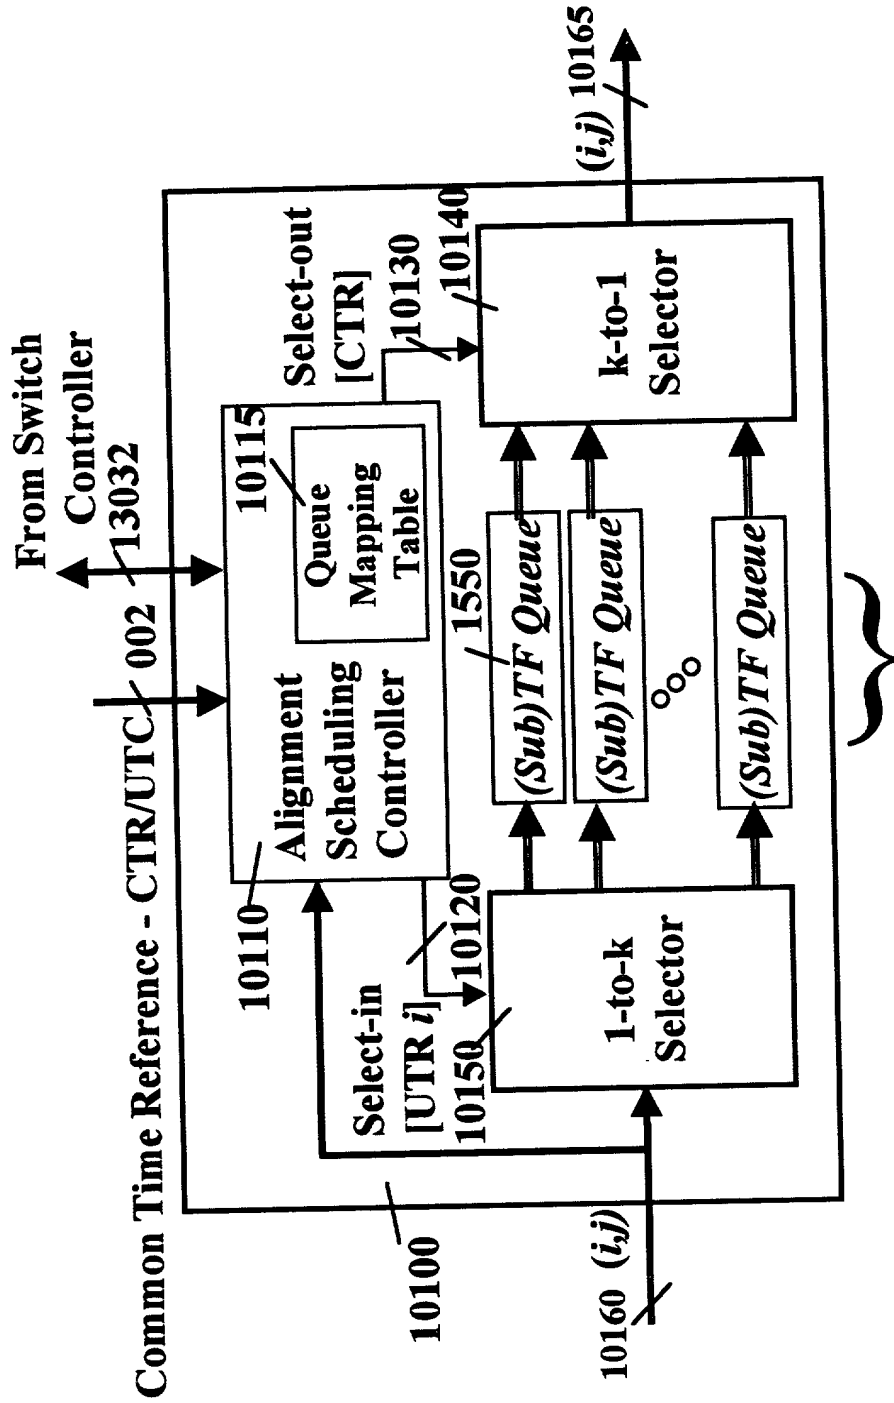 From Switch
Controller
13032
Common Time Reference - CTR/UTC
002
10110
Alignment
Scheduling
Controller
10115
Queue
Mapping
Table
Select-out
[CTR]
10130
10140
Select-in
[UTR i]
10120
10150
1-to-k
Selector
1550
(Sub)TF Queue
(Sub)TF Queue
(Sub)TF Queue
k-to-1
Selector
(i,j) 10165
10100
10160 (i,j)